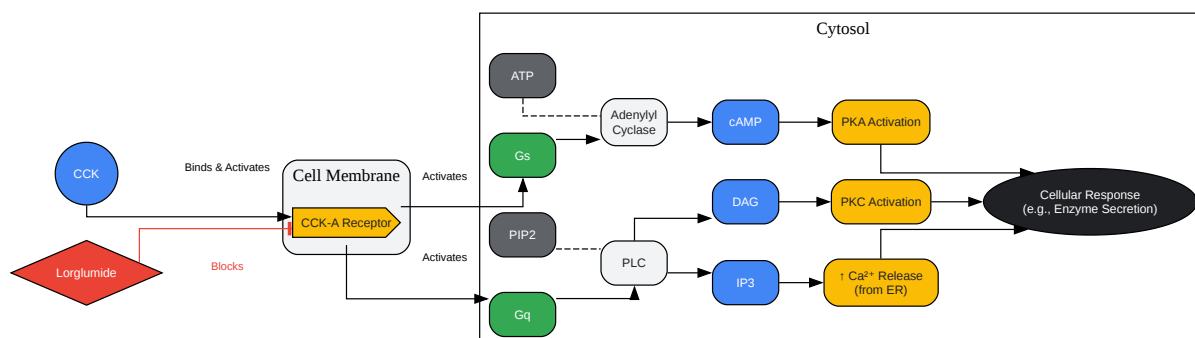 Cytosol
ATP
Adenylyl
Cyclase
cAMP
PKA Activation
Gs
CCK
Binds & Activates
Cell Membrane
Activates
CCK-A Receptor
DAG
PKC Activation
Cellular Response
(e.g., Enzyme Secretion)
PIP2
Lorglumide
Blocks
Activates
PLC
IP3
↑ Ca²⁺ Release
(from ER)
Gq